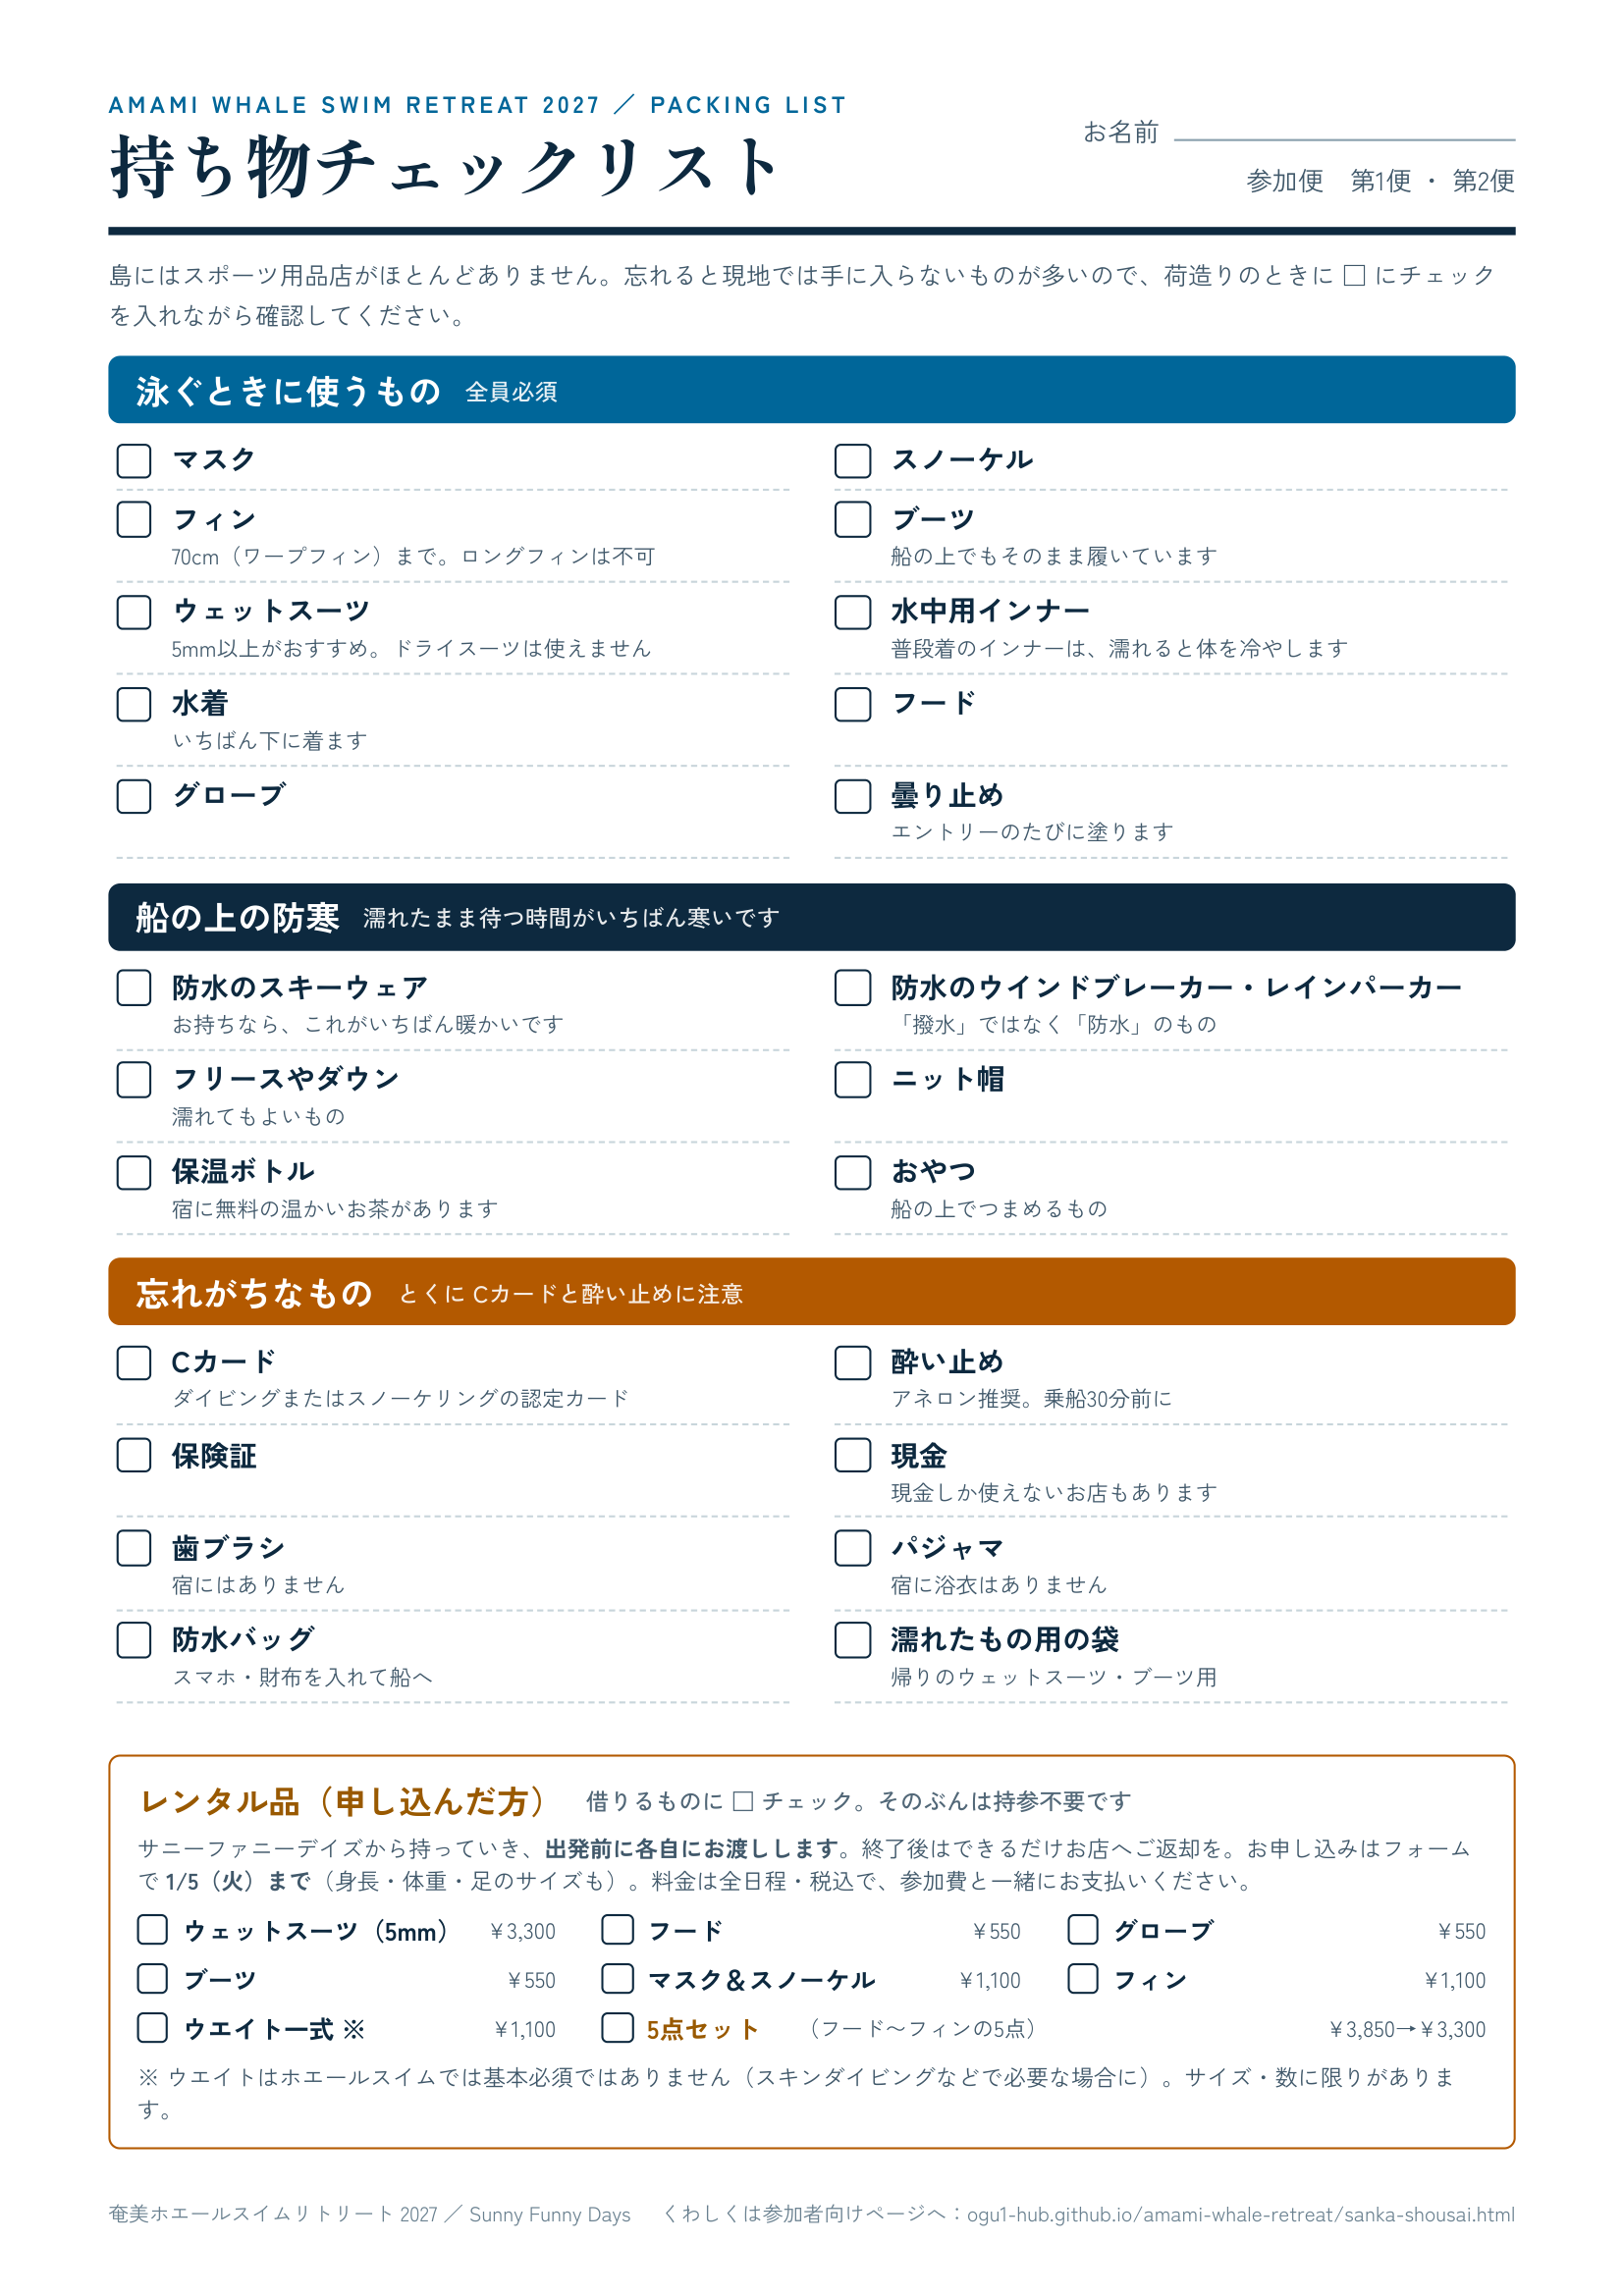 AMAMI WHALE SWIM RETREAT 2027 ／ PACKING LIST
持ち物チェックリスト
お名前
参加便　第1便 ・ 第2便
島にはスポーツ用品店がほとんどありません。忘れると現地では手に入らないものが多いので、荷造りのときに □ にチェック
を入れながら確認してください。
泳ぐときに使うもの 全員必須
マスク
スノーケル
フィン
70cm（ワープフィン）まで。ロングフィンは不可
ブーツ
船の上でもそのまま履いています
ウェットスーツ
5mm以上がおすすめ。ドライスーツは使えません
水中用インナー
普段着のインナーは、濡れると体を冷やします
水着
いちばん下に着ます
フード
グローブ
曇り止め
エントリーのたびに塗ります
船の上の防寒 濡れたまま待つ時間がいちばん寒いです
防水のスキーウェア
お持ちなら、これがいちばん暖かいです
防水のウインドブレーカー・レインパーカー
「撥水」ではなく「防水」のもの
フリースやダウン
濡れてもよいもの
ニット帽
保温ボトル
宿に無料の温かいお茶があります
おやつ
船の上でつまめるもの
忘れがちなもの とくに Cカードと酔い止めに注意
Cカード
ダイビングまたはスノーケリングの認定カード
酔い止め
アネロン推奨。乗船30分前に
保険証
現金
現金しか使えないお店もあります
歯ブラシ
宿にはありません
パジャマ
宿に浴衣はありません
防水バッグ
スマホ・財布を入れて船へ
濡れたもの用の袋
帰りのウェットスーツ・ブーツ用
レンタル品（申し込んだ方） 借りるものに □ チェック。そのぶんは持参不要です
サニーファニーデイズから持っていき、出発前に各自にお渡しします。終了後はできるだけお店へご返却を。お申し込みはフォーム
で 1/5（火）まで（身長・体重・足のサイズも）。料金は全日程・税込で、参加費と一緒にお支払いください。
ウェットスーツ（5mm） ¥3,300 フード ¥550 グローブ ¥550
ブーツ ¥550 マスク＆スノーケル ¥1,100 フィン ¥1,100
ウエイト一式 ※ ¥1,100 5点セット （フード〜フィンの5点） ¥3,850→¥3,300
※ ウエイトはホエールスイムでは基本必須ではありません（スキンダイビングなどで必要な場合に）。サイズ・数に限りがありま
す。
奄美ホエールスイムリトリート 2027 ／ Sunny Funny Days くわしくは参加者向けページへ：ogu1-hub.github.io/amami-whale-retreat/sanka-shousai.html